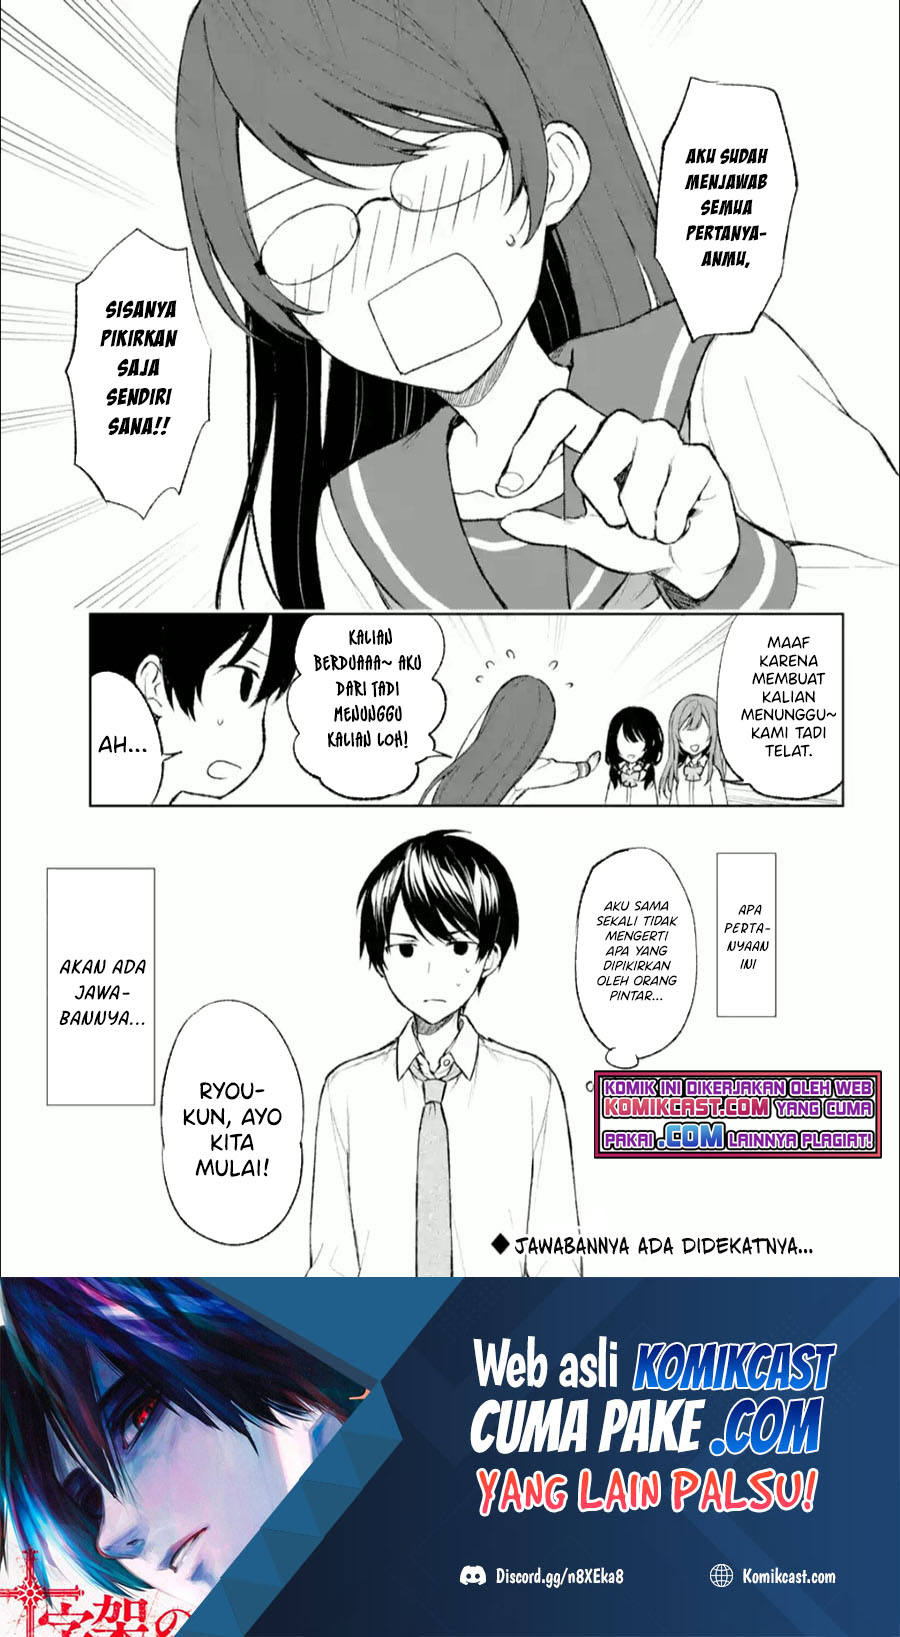 AKU SUDAH
MENJAWAB
SEMUA
PERTANYA-
ANMU,
SISANYA
PIKIRKAN
SAJA
SENDIRI
SANA!!
MAAF
KARENA
MEMBUAT
KALIAN
MENUNGGU~
KAMI TADI
TELAT.
KALIAN
BERDUAAA~ AKU
DARI TADI
MENUNGGU
KALIAN LOH!
AH...
APA
PERTA-
NYAAN
INI
AKU SAMA
SEKALI TIDAK
MENGERTI
APA YANG
DIPIKIRKAN
OLEH ORANG
PINTAR...
AKAN ADA
JAWA-
BANNYA...
RYOU-
KUN, AYO
KITA
MULAI!
KOMIK INI DIKERJAKAN OLEH WEB
KOMIKCAST.COM YANG CUMA
PAKAI .COM LAINNYA PLAGIAT!
◆ JAWABANNYA ADA DIDEKATNYA...
Web asli KOMIKCAST
CUMA PAKE .COM
YANG LAIN PALSU!
Discord.gg/n8XEka8
Komikcast.com